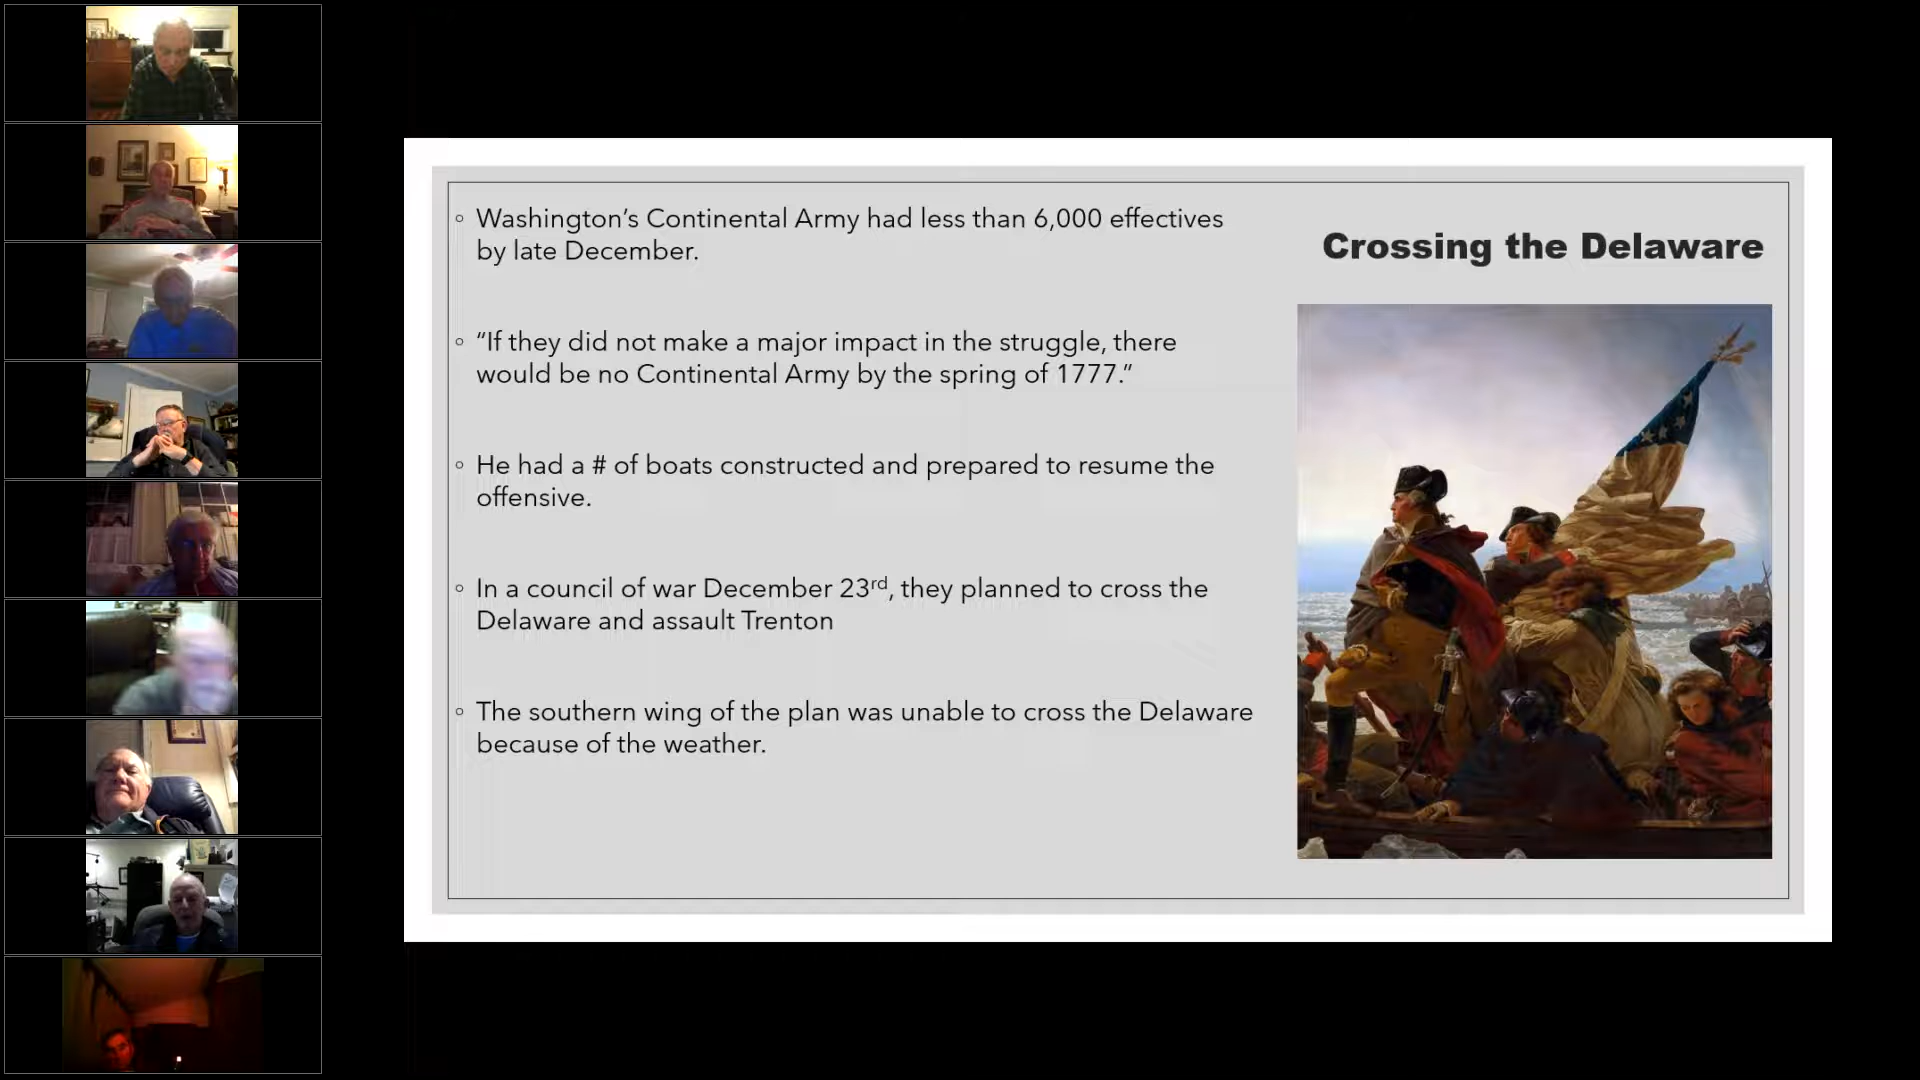 Crossing the Delaware
◦ Washington’s Continental Army had less than 6,000 effectives
by late December.
◦ “If they did not make a major impact in the struggle, there
would be no Continental Army by the spring of 1777.”
◦ He had a # of boats constructed and prepared to resume the
offensive.
◦ In a council of war December 23rd, they planned to cross the
Delaware and assault Trenton
◦ The southern wing of the plan was unable to cross the Delaware
because of the weather.